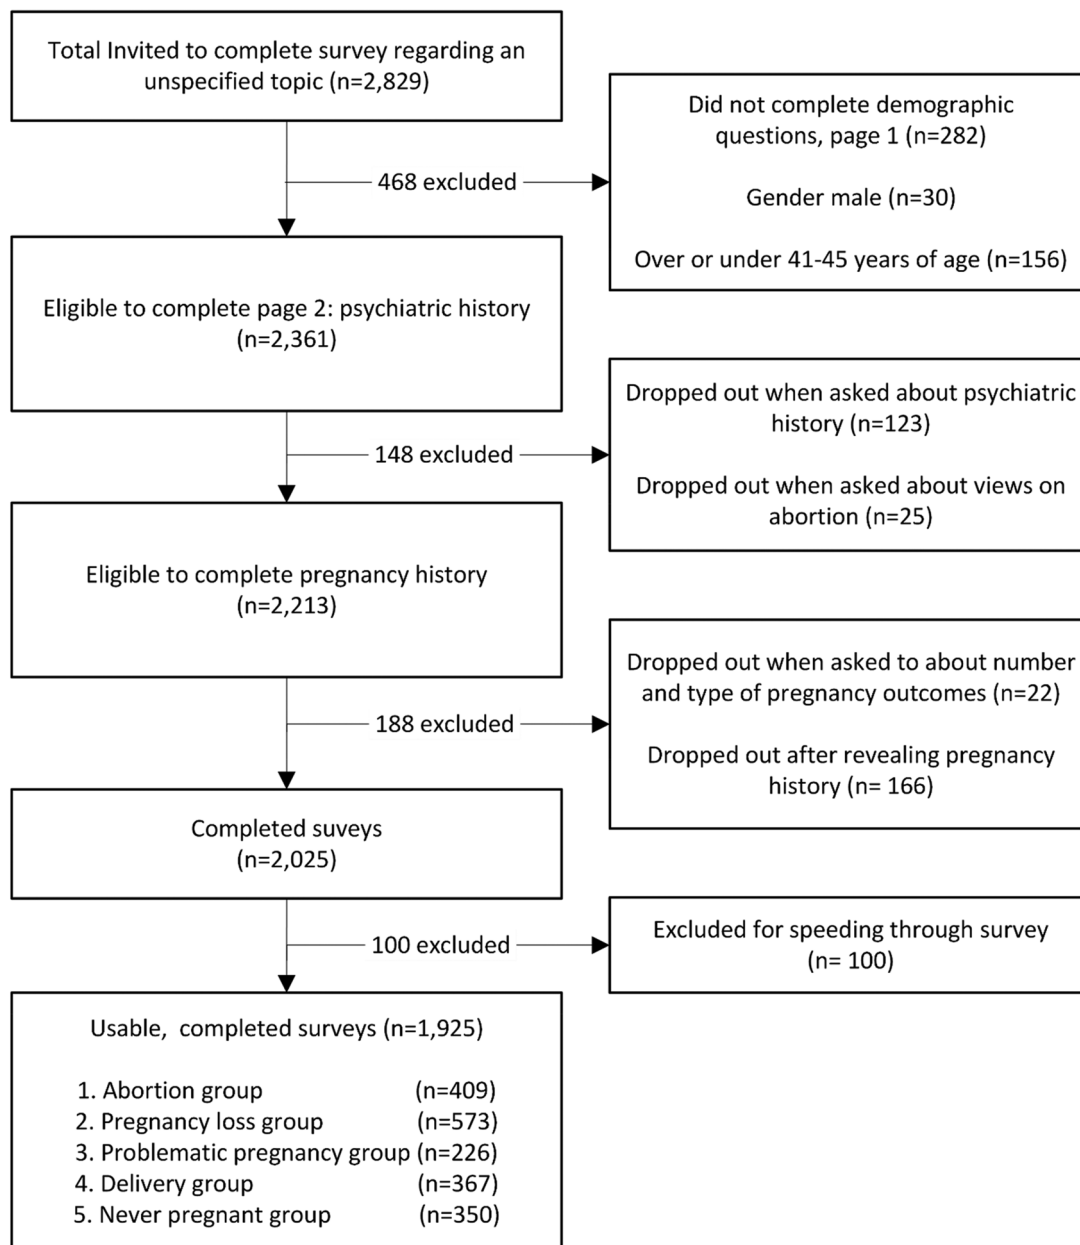 Total Invited to complete survey regarding an
unspecified topic (n=2,829)
Did not complete demographic
questions, page 1 (n=282)
Gender male (n=30)
Over or under 41-45 years of age (n=156)
468 excluded
Eligible to complete page 2: psychiatric history
(n=2,361)
Dropped out when asked about psychiatric
history (n=123)
Dropped out when asked about views on
abortion (n=25)
148 excluded
Eligible to complete pregnancy history
(n=2,213)
Dropped out when asked to about number
and type of pregnancy outcomes (n=22)
Dropped out after revealing pregnancy
history (n= 166)
188 excluded
Completed suveys
(n=2,025)
Excluded for speeding through survey
(n= 100)
100 excluded
Usable, completed surveys (n=1,925)
1. Abortion group (n=409)
2. Pregnancy loss group (n=573)
3. Problematic pregnancy group (n=226)
4. Delivery group (n=367)
5. Never pregnant group (n=350)